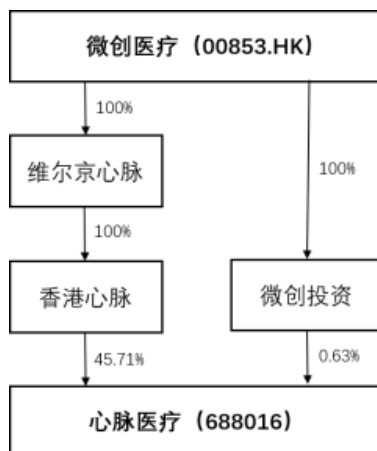 微创医疗（00853.HK）
100%
维尔京心脉
100%
100%
香港心脉
微创投资
45.71%
0.63%
心脉医疗（688016）